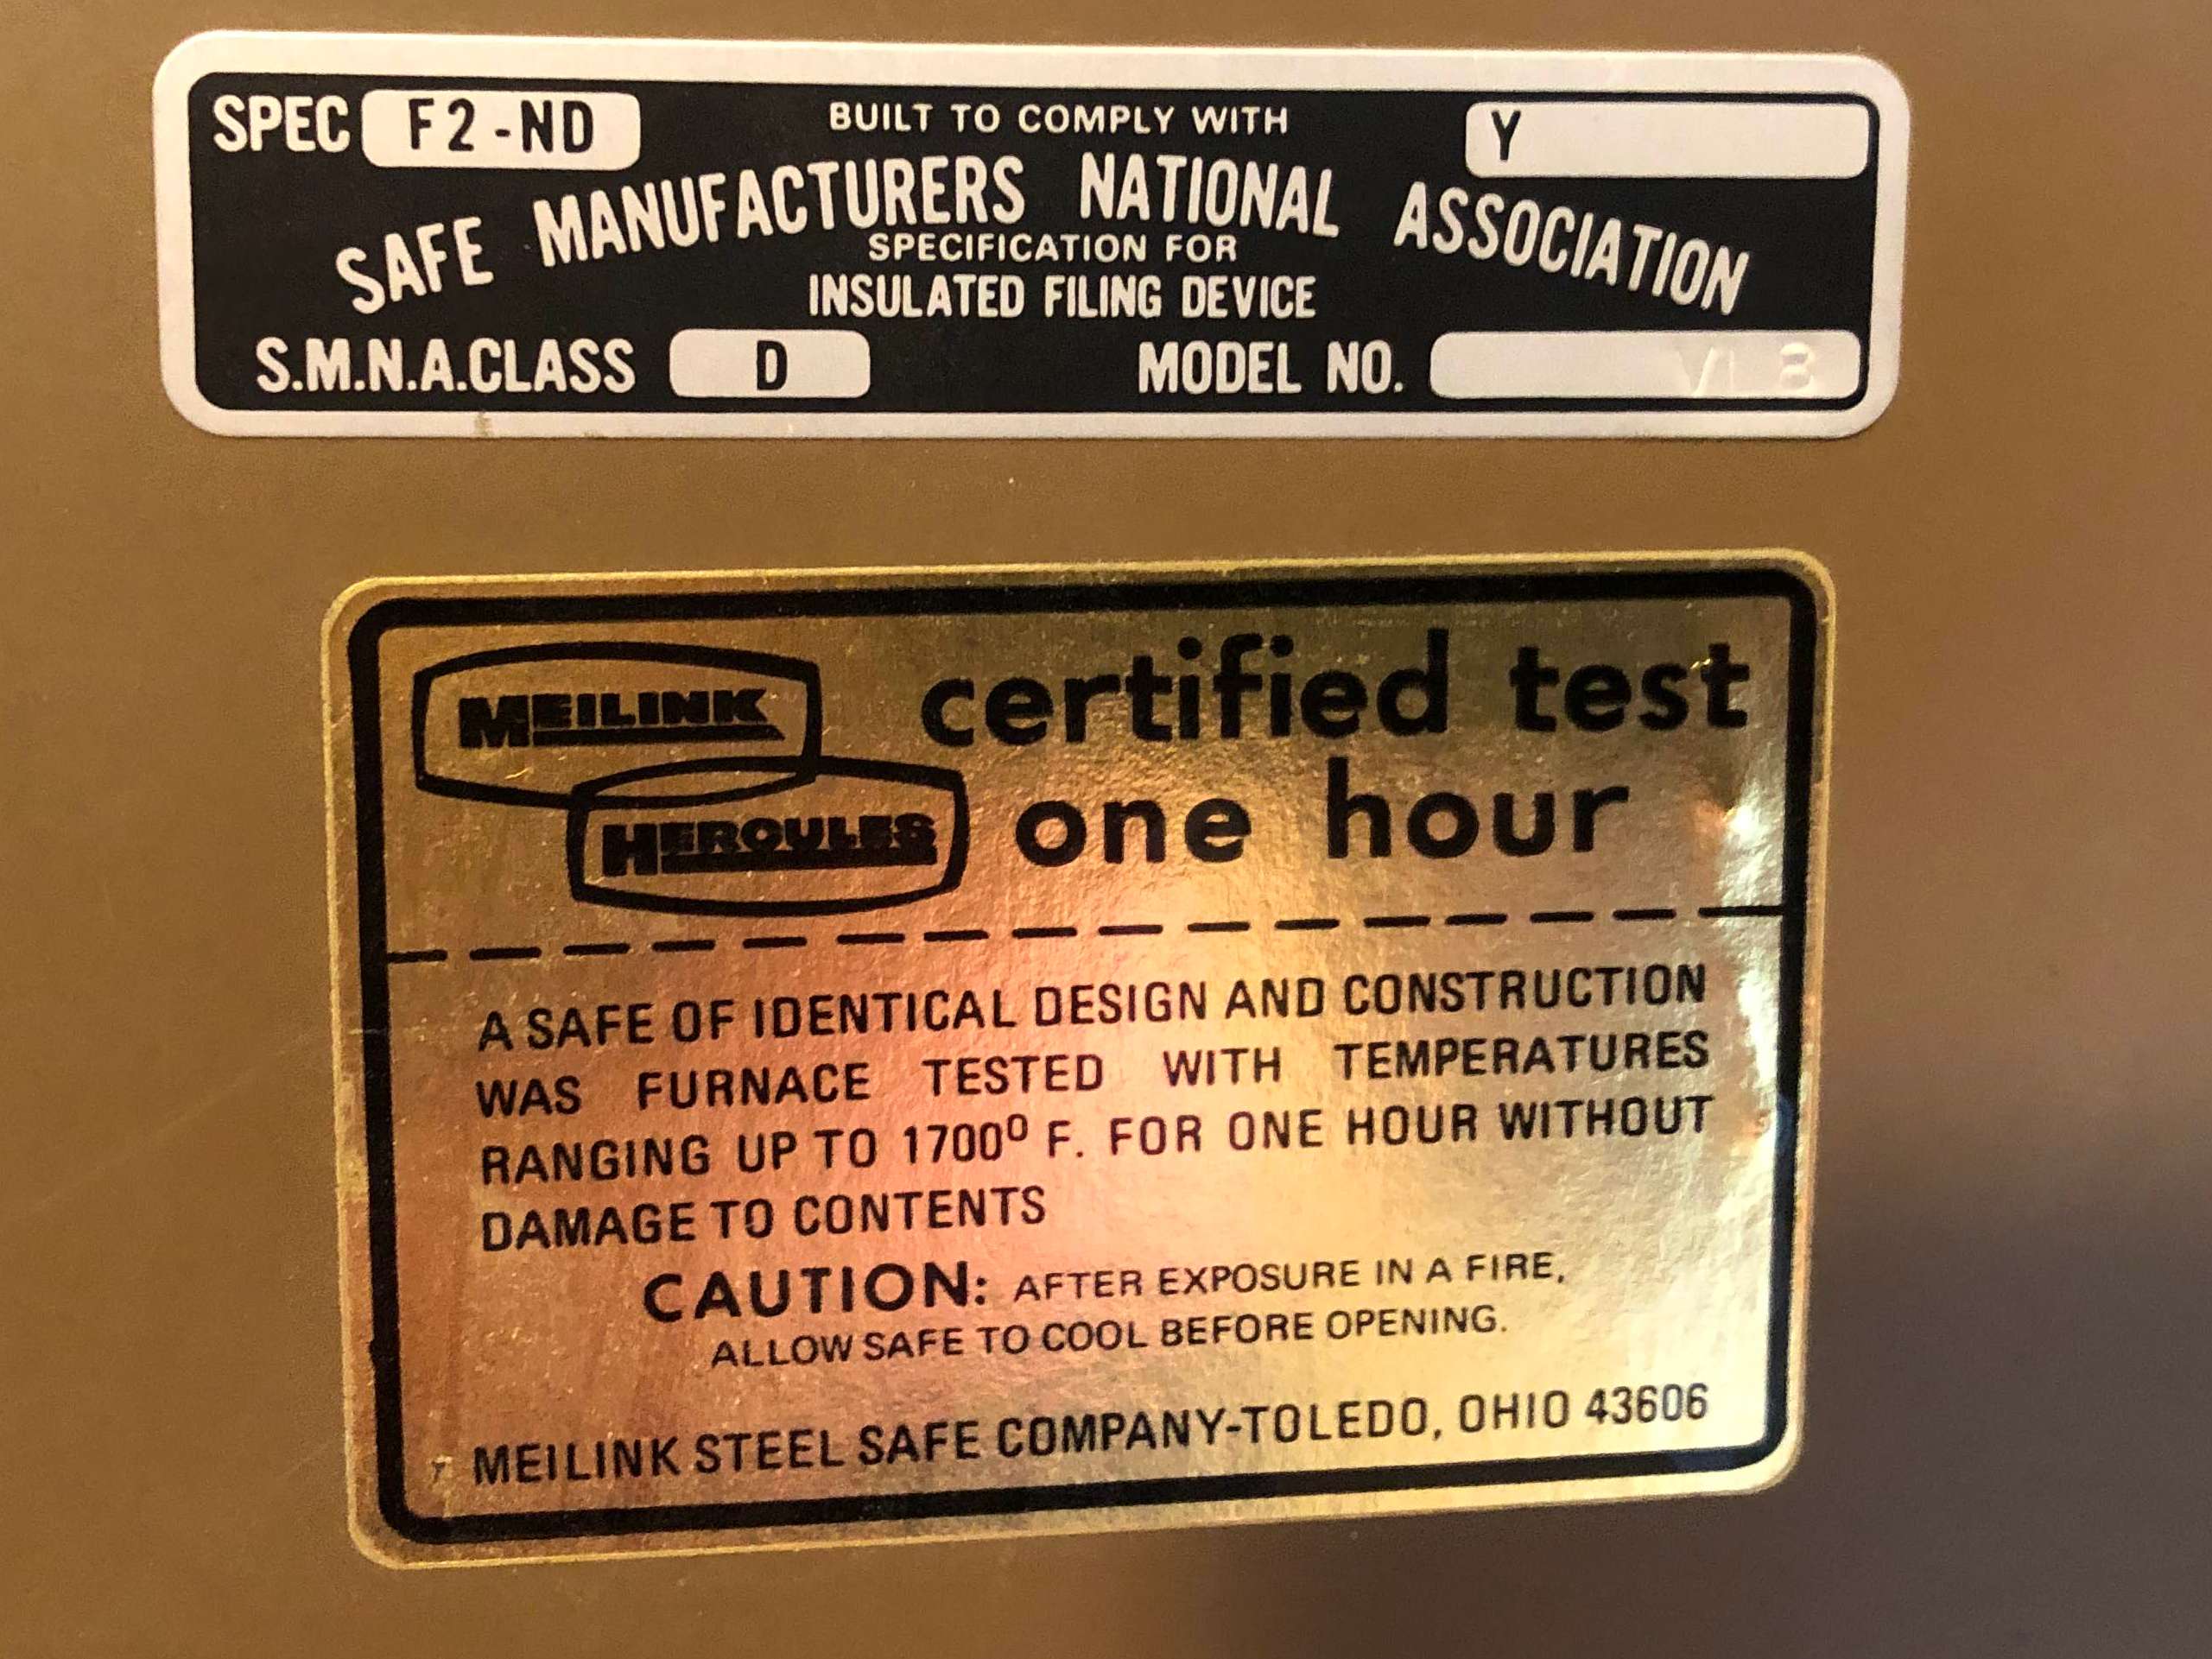 SPEC F2-ND BUILT TO COMPLY WITH Y
SAFE MANUFACTURERS NATIONAL ASSOCIATION
SPECIFICATION FOR
INSULATED FILING DEVICE
S.M.N.A.CLASS D MODEL NO.
MEILINK certified test
HERCULES one hour
A SAFE OF IDENTICAL DESIGN AND CONSTRUCTION
WAS FURNACE TESTED WITH TEMPERATURES
RANGING UP TO 1700º F. FOR ONE HOUR WITHOUT
DAMAGE TO CONTENTS
CAUTION: AFTER EXPOSURE IN A FIRE,
ALLOW SAFE TO COOL BEFORE OPENING.
MEILINK STEEL SAFE COMPANY-TOLEDO, OHIO 43606